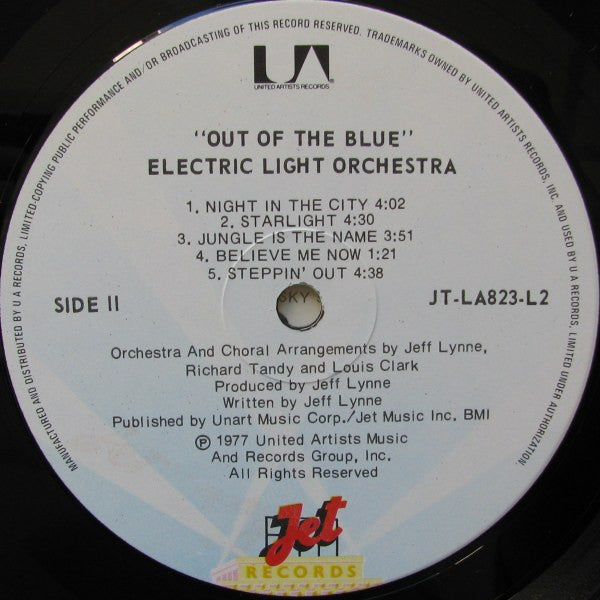 MANUFACTURED AND DISTRIBUTED BY U A RECORDS, LIMITED-COPYING PUBLIC PERFORMANCE AND/OR BROADCASTING OF THIS RECORD RESERVED. TRADEMARKS OWNED BY UNITED ARTISTS RECORDS, INC. AND USED BY U A RECORDS, LIMITED UNDER AUTHORIZATION.
UA
UNITED ARTISTS RECORDS
"OUT OF THE BLUE"
ELECTRIC LIGHT ORCHESTRA
1. NIGHT IN THE CITY 4:02
2. STARLIGHT 4:30
3. JUNGLE IS THE NAME 3:51
4. BELIEVE ME NOW 1:21
5. STEPPIN' OUT 4:38
SKY
SIDE II
JT-LA823-L2
Orchestra And Choral Arrangements by Jeff Lynne,
Richard Tandy and Louis Clark
Produced by Jeff Lynne
Written by Jeff Lynne
Published by Unart Music Corp./Jet Music Inc. BMI
℗ 1977 United Artists Music
And Records Group, Inc.
All Rights Reserved
Jet
RECORDS